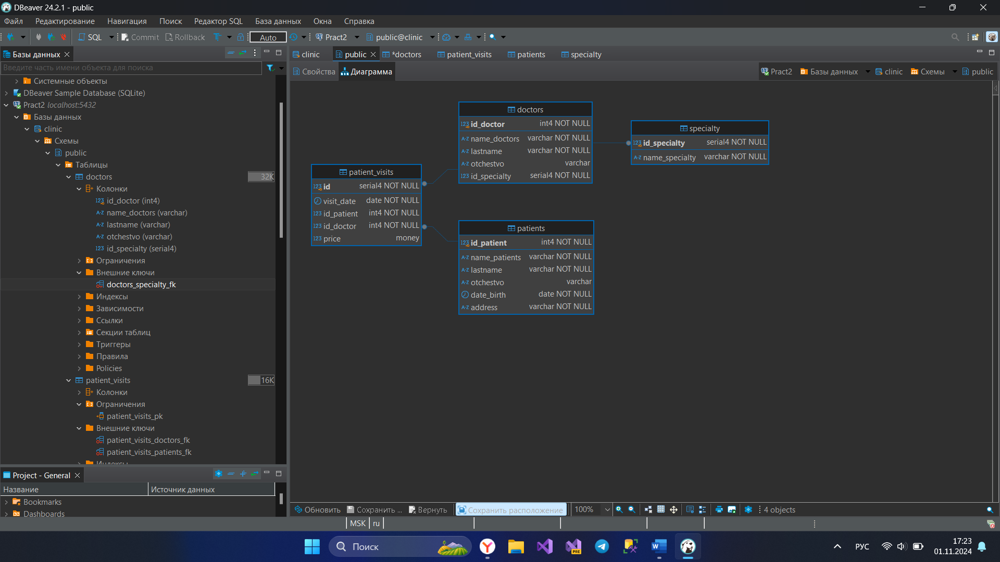 DBeaver 24.2.1 - public
Файл Редактирование Навигация Поиск Редактор SQL База данных Окна Справка
SQL Commit Rollback Auto Pract2 public@clinic
Базы данных
Введите часть имени объекта для поиска
Системные объекты
DBeaver Sample Database (SQLite)
Pract2 localhost:5432
Базы данных
clinic
Схемы
public
Таблицы
doctors 32K
Колонки
id_doctor (int4)
name_doctors (varchar)
lastname (varchar)
otchestvo (varchar)
id_specialty (serial4)
Ограничения
Внешние ключи
doctors_specialty_fk
Индексы
Зависимости
Ссылки
Секции таблиц
Триггеры
Правила
Policies
patient_visits 16K
Колонки
Ограничения
patient_visits_pk
Внешние ключи
patient_visits_doctors_fk
patient_visits_patients_fk
Индексы
Project - General
Название Источник данных
Bookmarks
Dashboards
clinic public *doctors patient_visits patients specialty
Свойства Диаграмма Pract2 Базы данных clinic Схемы public
doctors
id_doctor int4 NOT NULL
name_doctors varchar NOT NULL
lastname varchar NOT NULL
otchestvo varchar
id_specialty serial4 NOT NULL
specialty
id_specialty serial4 NOT NULL
name_specialty varchar NOT NULL
patient_visits
id serial4 NOT NULL
visit_date date NOT NULL
id_patient int4 NOT NULL
id_doctor int4 NOT NULL
price money
patients
id_patient int4 NOT NULL
name_patients varchar NOT NULL
lastname varchar NOT NULL
otchestvo varchar
date_birth date NOT NULL
address varchar NOT NULL
Обновить Сохранить ... Вернуть Сохранить расположение 100% 4 objects
MSK ru
Поиск РУС 17:23
01.11.2024